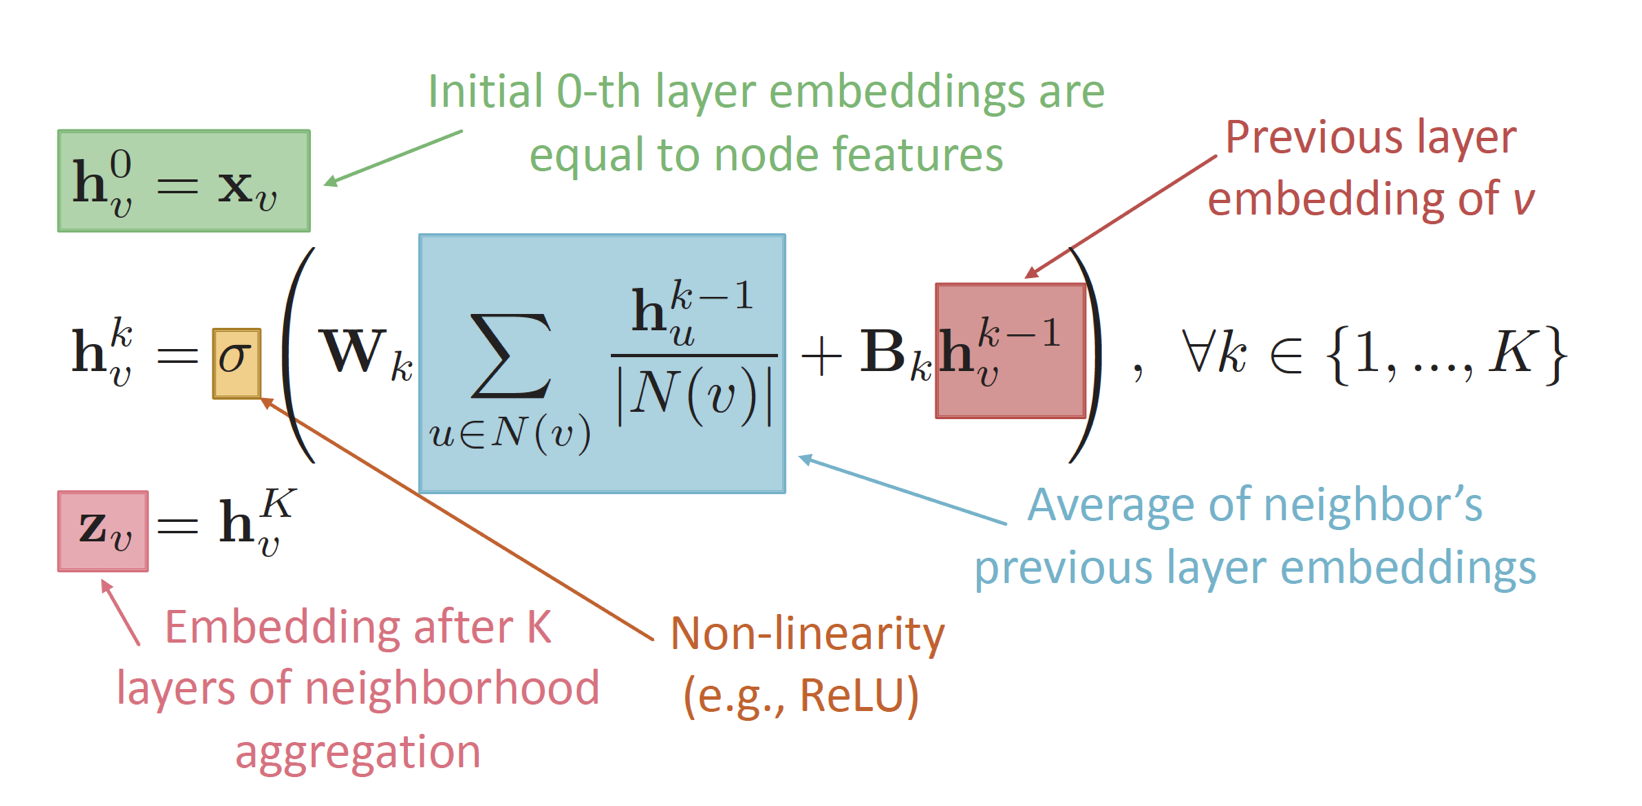 Initial 0-th layer embeddings are
equal to node features
Previous layer
embedding of v
h_v^0 = x_v
h_v^k = σ ( W_k ∑_{u∈N(v)} h_u^{k−1} / |N(v)| + B_k h_v^{k−1} ) , ∀k ∈ {1, ..., K}
z_v = h_v^K
Average of neighbor’s
previous layer embeddings
Embedding after K
layers of neighborhood
aggregation
Non-linearity
(e.g., ReLU)